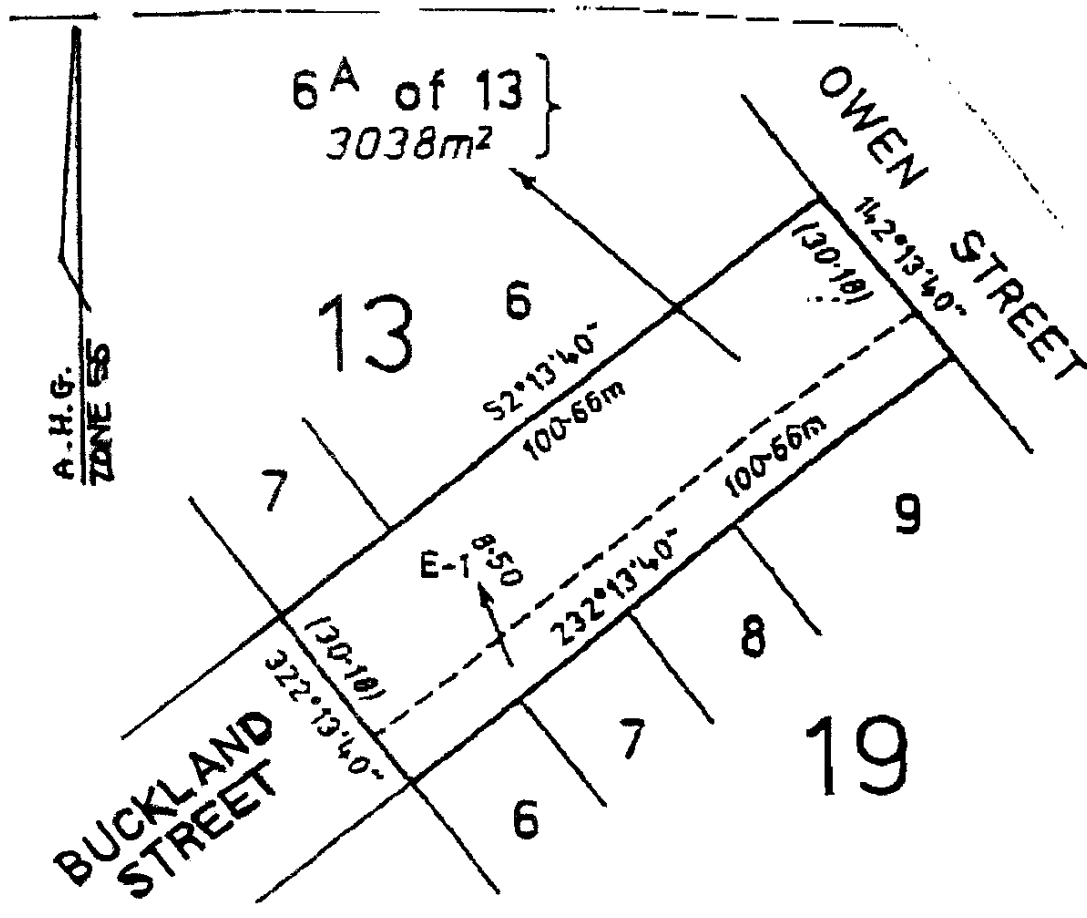 6A of 13
3038m²
OWEN STREET
142°13'40"
(30·18)
13
6
52°13'40"
100·66m
A.H.G.
ZONE 55
7
100·66m
9
E-1
8·50
232°13'40"
8
(30·18)
322°13'40"
7
19
BUCKLAND
STREET
6